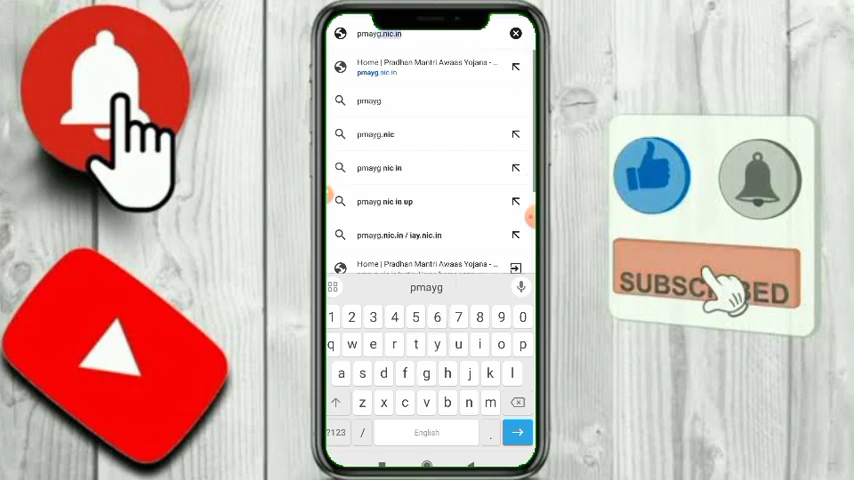 pmayg.nic.in
Home | Pradhan Mantri Awaas Yojana - ...
pmayg.nic.in
pmayg
pmayg.nic
pmayg nic in
pmayg nic in up
pmayg.nic.in / iay.nic.in
Home | Pradhan Mantri Awaas Yojana - ...
pmayg
1 2 3 4 5 6 7 8 9 0
q w e r t y u i o p
a s d f g h j k l
z x c v b n m
?123 / English .
SUBSCRIBED